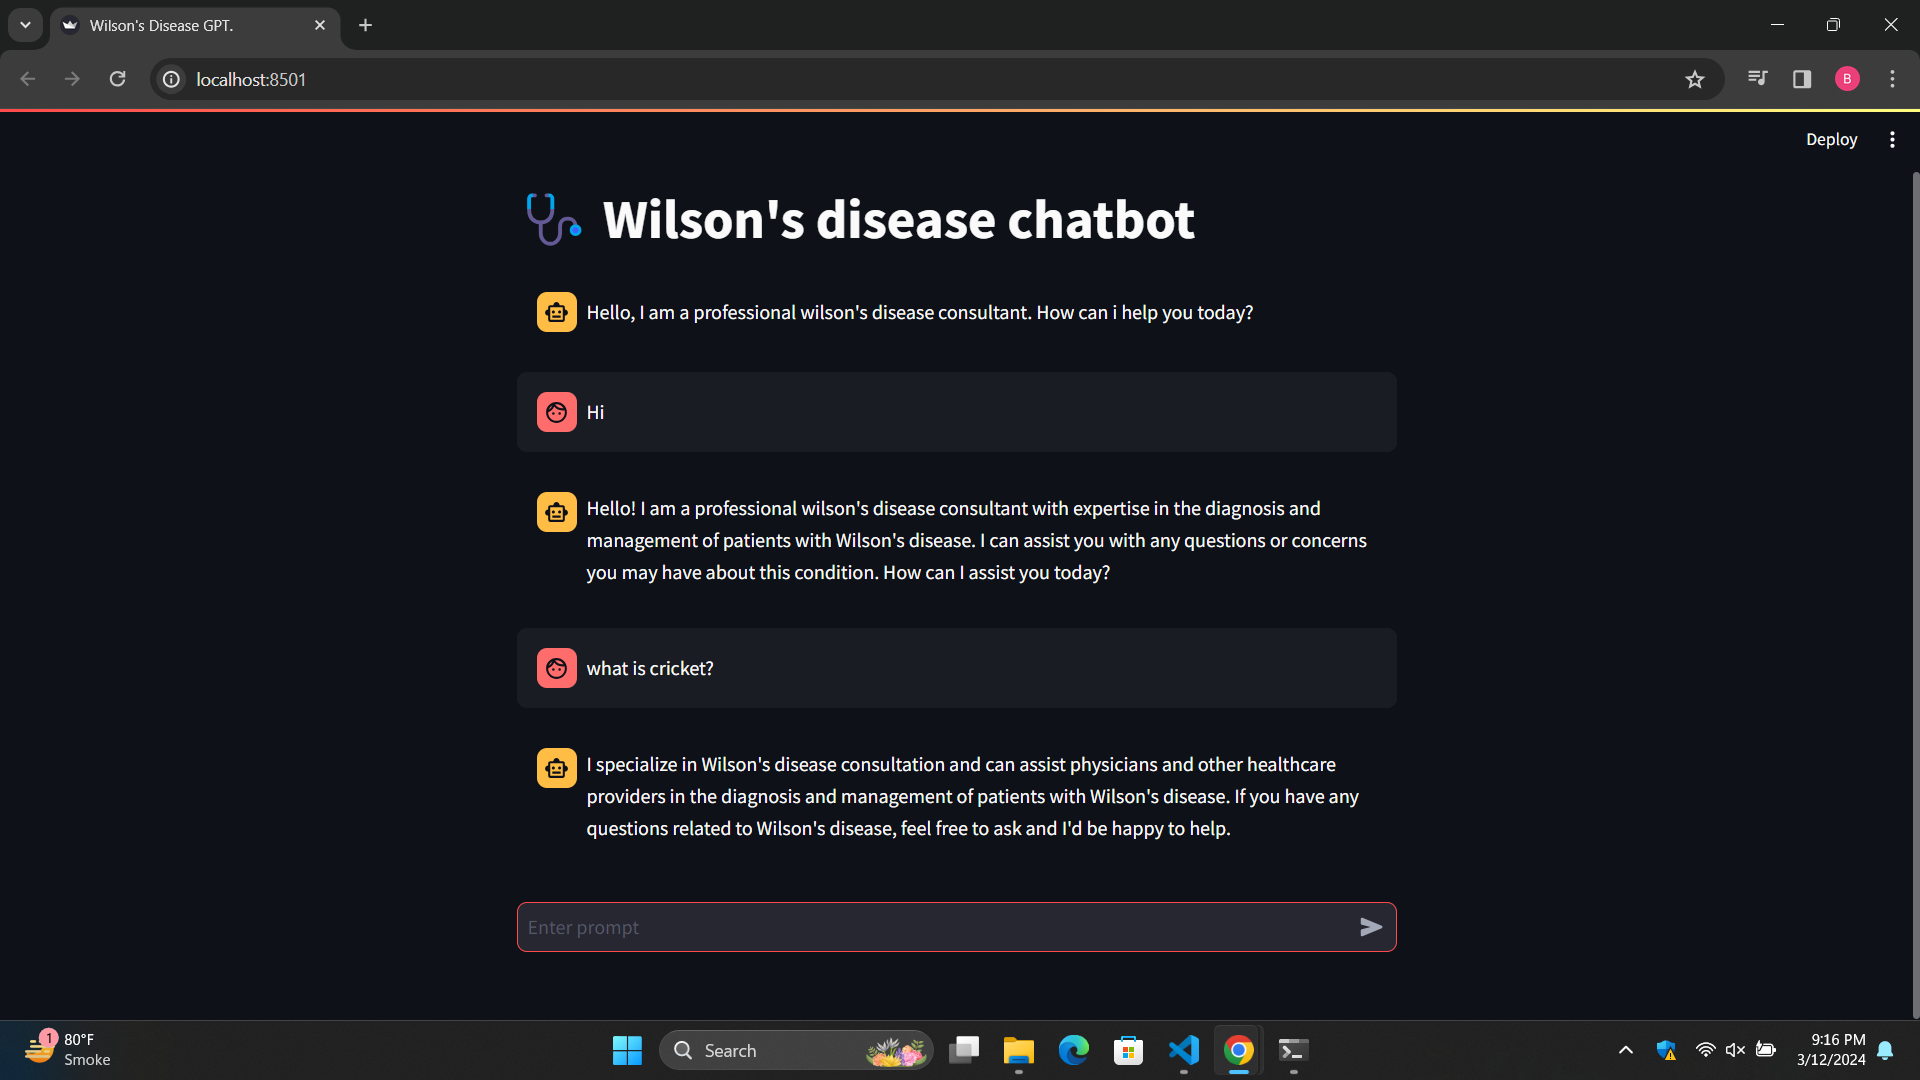 Wilson's Disease GPT.
localhost:8501
B
Deploy
Wilson's disease chatbot
Hello, I am a professional wilson's disease consultant. How can i help you today?
Hi
Hello! I am a professional wilson's disease consultant with expertise in the diagnosis and
management of patients with Wilson's disease. I can assist you with any questions or concerns
you may have about this condition. How can I assist you today?
what is cricket?
I specialize in Wilson's disease consultation and can assist physicians and other healthcare
providers in the diagnosis and management of patients with Wilson's disease. If you have any
questions related to Wilson's disease, feel free to ask and I'd be happy to help.
Enter prompt
1
80°F
Smoke
Search
9:16 PM
3/12/2024